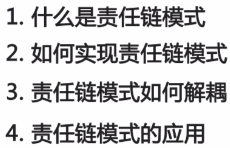 1. 什么是责任链模式
2. 如何实现责任链模式
3. 责任链模式如何解耦
4. 责任链模式的应用